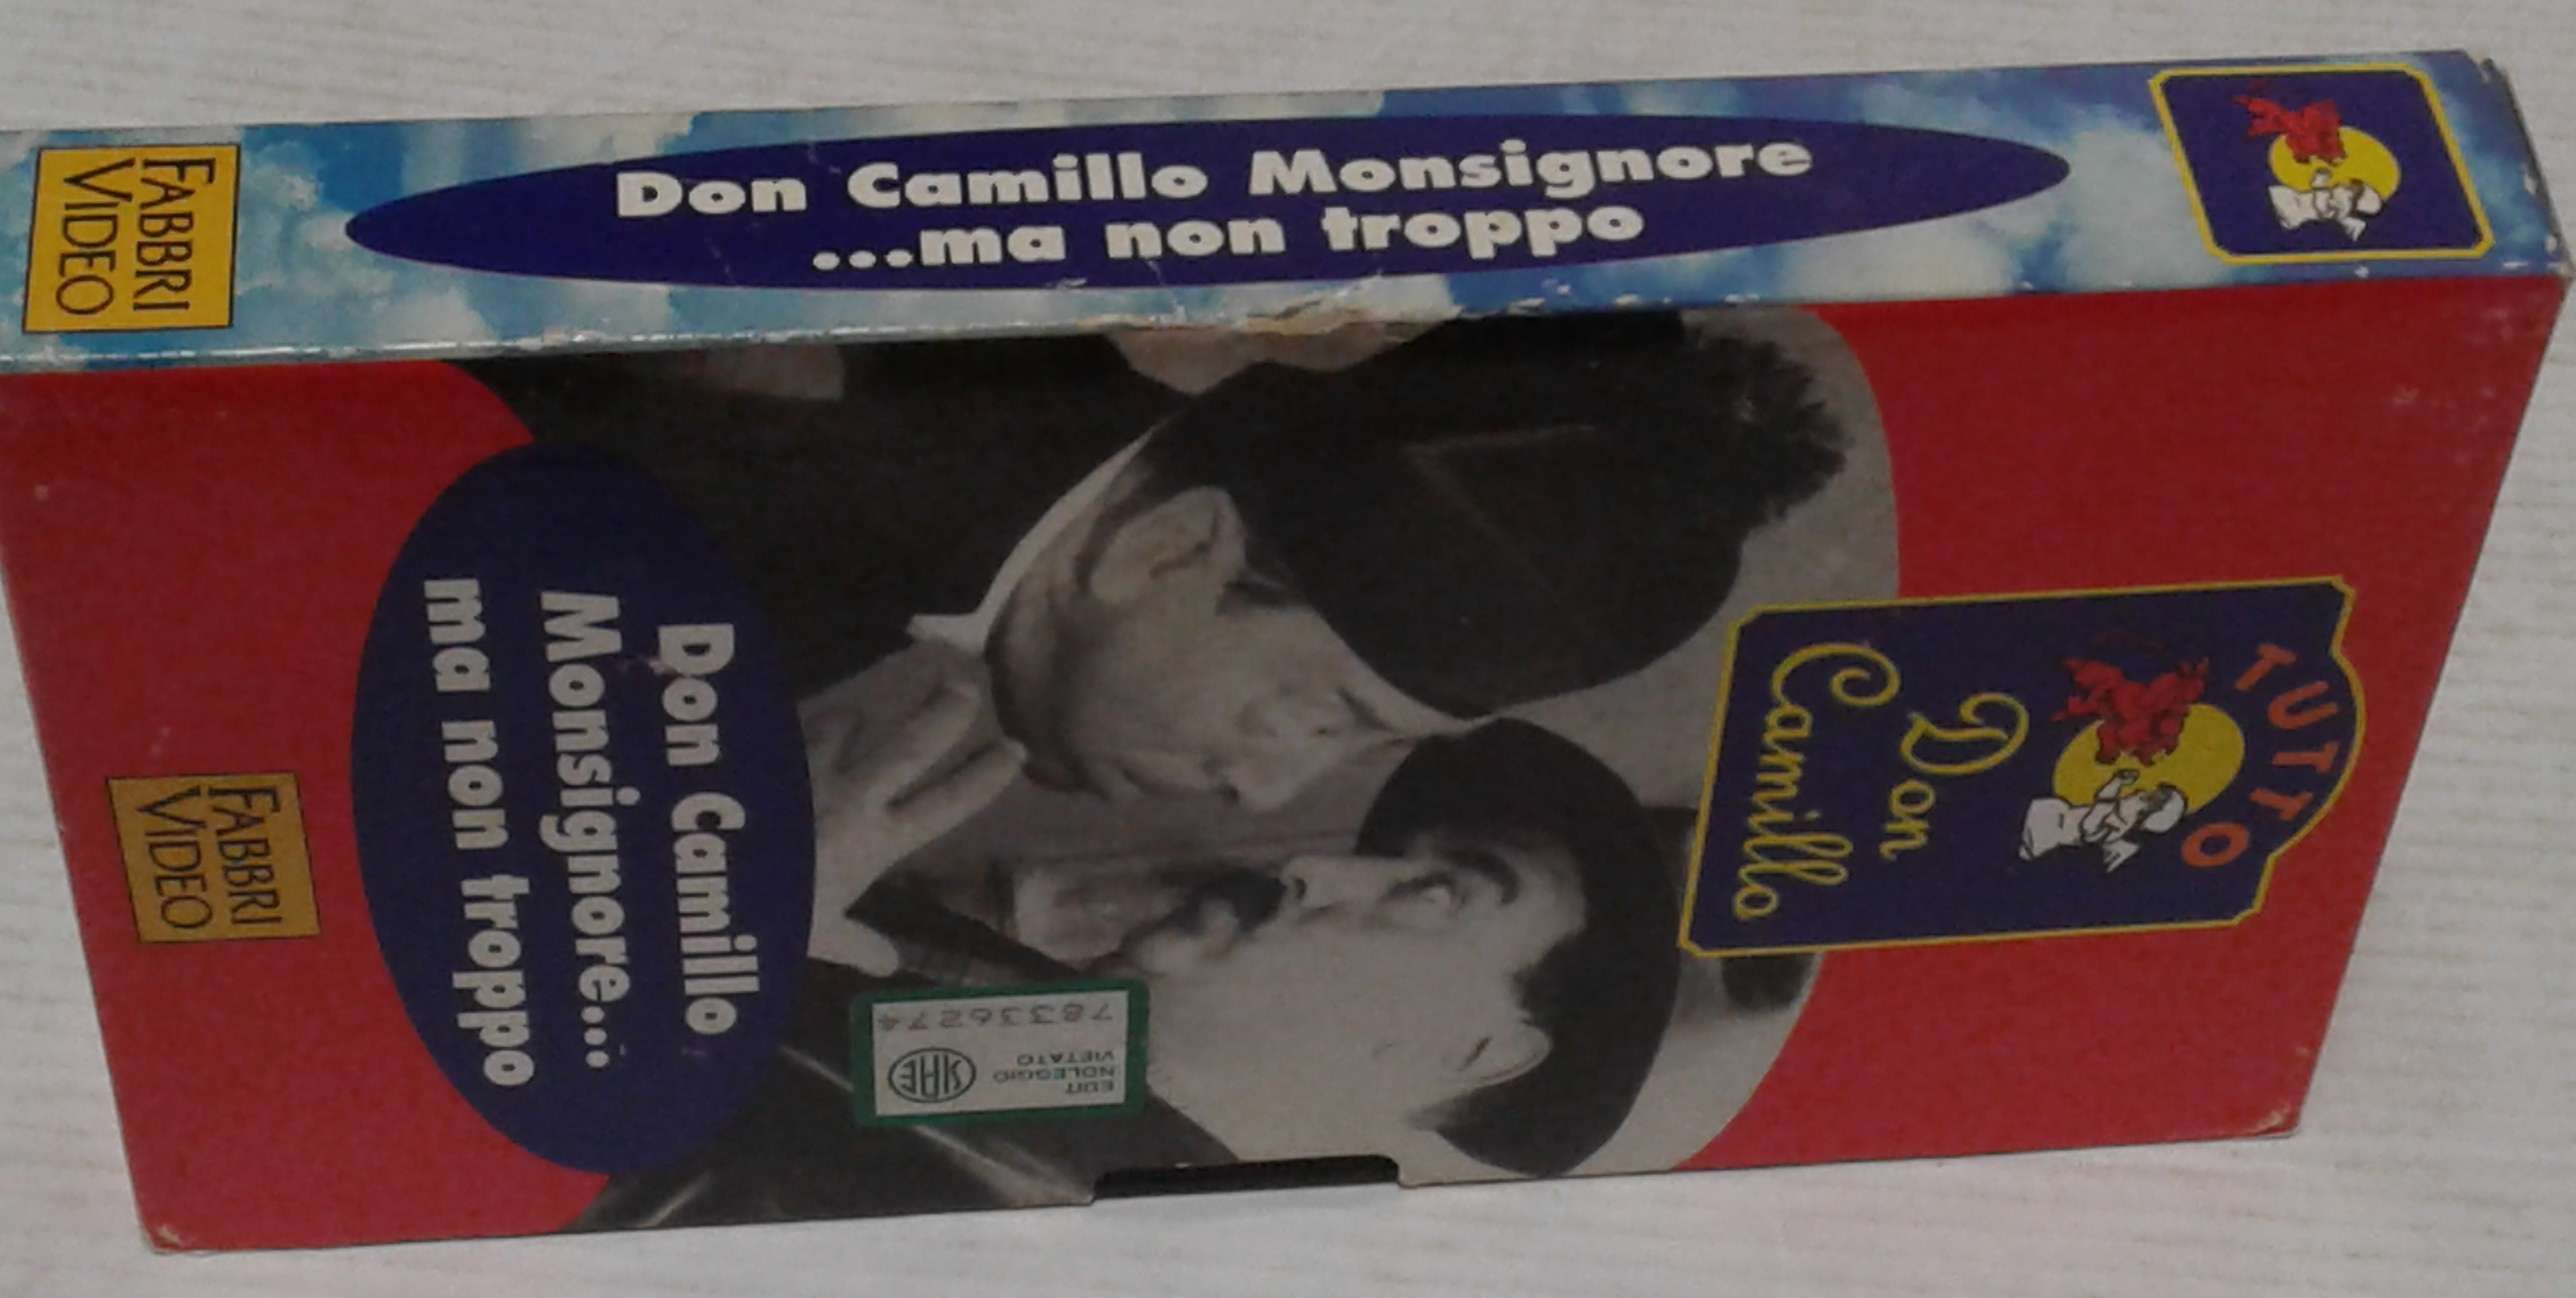 Don Camillo Monsignore
...ma non troppo
FABBRI
VIDEO
TUTTO
Don
Camillo
Don Camillo
Monsignore...
ma non troppo
FABBRI
VIDEO
EDIT
NOLEGGIO
VIETATO
SIAE
78336274*